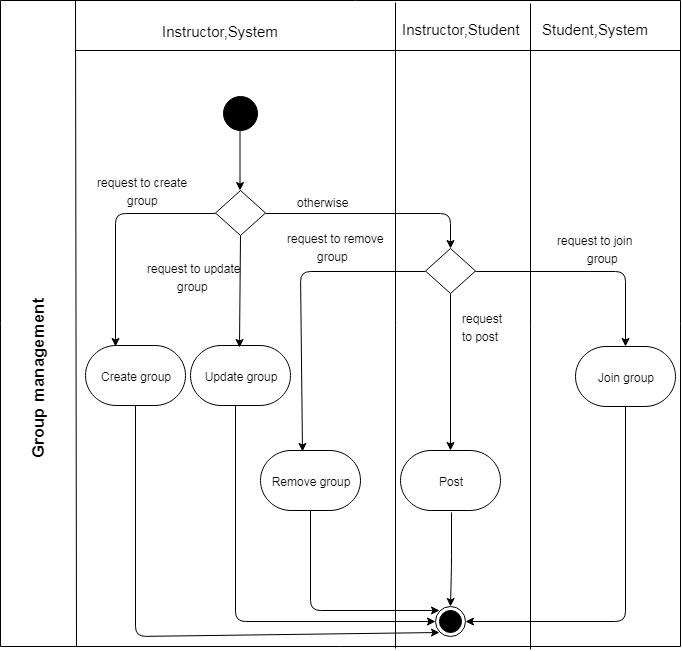 Instructor,System
Instructor,Student
Student,System
Group management
request to create
group
otherwise
request to update
group
request to remove
group
request to join
group
request
to post
Create group
Update group
Join group
Remove group
Post